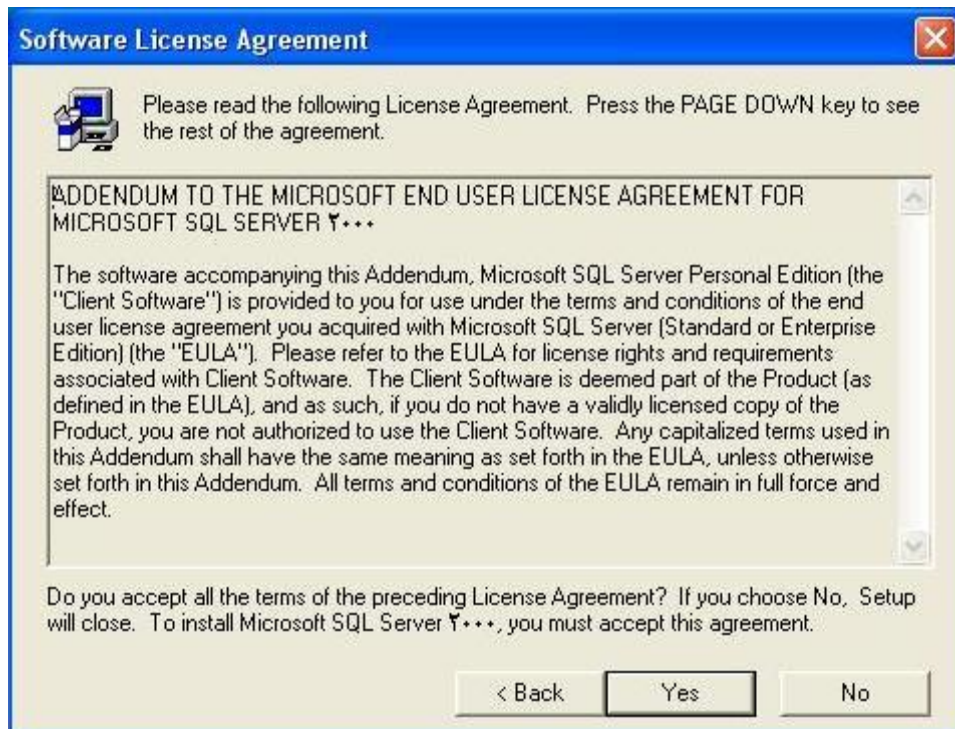 Software License Agreement
Please read the following License Agreement. Press the PAGE DOWN key to see
the rest of the agreement.
ADDENDUM TO THE MICROSOFT END USER LICENSE AGREEMENT FOR
MICROSOFT SQL SERVER ۲۰۰۰
The software accompanying this Addendum, Microsoft SQL Server Personal Edition (the
"Client Software") is provided to you for use under the terms and conditions of the end
user license agreement you acquired with Microsoft SQL Server (Standard or Enterprise
Edition) (the "EULA"). Please refer to the EULA for license rights and requirements
associated with Client Software. The Client Software is deemed part of the Product (as
defined in the EULA), and as such, if you do not have a validly licensed copy of the
Product, you are not authorized to use the Client Software. Any capitalized terms used in
this Addendum shall have the same meaning as set forth in the EULA, unless otherwise
set forth in this Addendum. All terms and conditions of the EULA remain in full force and
effect.
Do you accept all the terms of the preceding License Agreement? If you choose No, Setup
will close. To install Microsoft SQL Server ۲۰۰۰, you must accept this agreement.
< Back Yes No